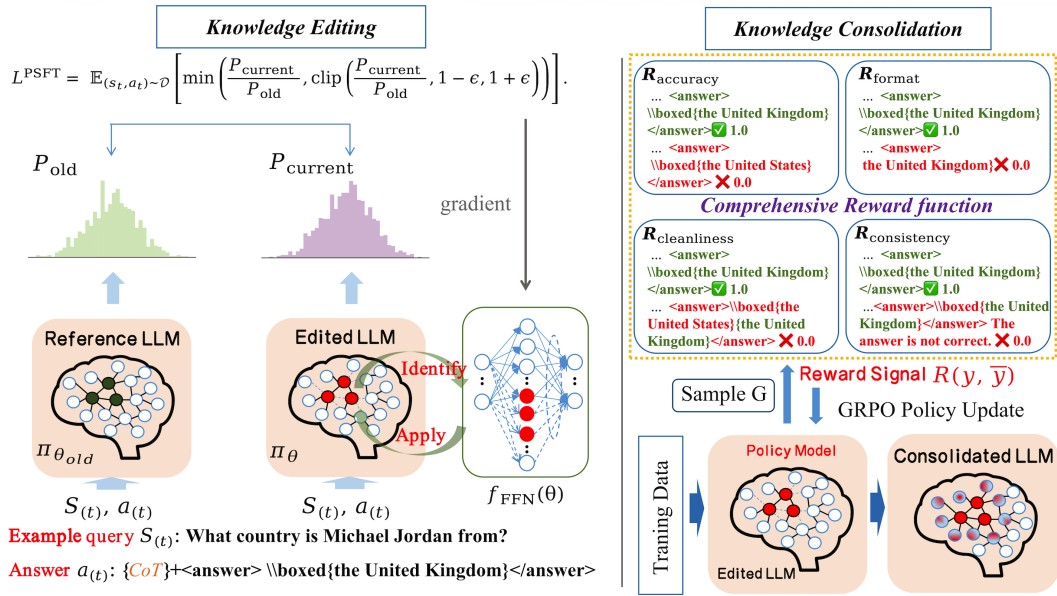 Knowledge Editing
L^PSFT = 𝔼_(s_t,a_t)∼𝒟 [min (P_current/P_old, clip (P_current/P_old, 1 − ϵ, 1 + ϵ))].
P_old
P_current
gradient
Reference LLM
Π_θ_old
S_(t), a_(t)
Edited LLM
Π_θ
S_(t), a_(t)
Identify
Apply
f_FFN(θ)
Example query S_(t): What country is Michael Jordan from?
Answer a_(t): {CoT}+<answer> \\boxed{the United Kingdom}</answer>
Knowledge Consolidation
R_accuracy
... <answer>
\\boxed{the United Kingdom}
</answer>✅ 1.0
... <answer>
\\boxed{the United States}
</answer> ❌ 0.0
R_format
... <answer>
\\boxed{the United Kingdom}
</answer>✅ 1.0
... <answer>
the United Kingdom}❌ 0.0
Comprehensive Reward function
R_cleanliness
... <answer>
\\boxed{the United Kingdom}
</answer>✅ 1.0
... <answer>\\boxed{the
United States}{the United
Kingdom}</answer> ❌ 0.0
R_consistency
... <answer>
\\boxed{the United Kingdom}
</answer>✅ 1.0
... <answer>\\boxed{the United
Kingdom}</answer> The
answer is not correct. ❌ 0.0
Sample G
Reward Signal R(y, y̅)
GRPO Policy Update
Traning Data
Policy Model
Edited LLM
Consolidated LLM